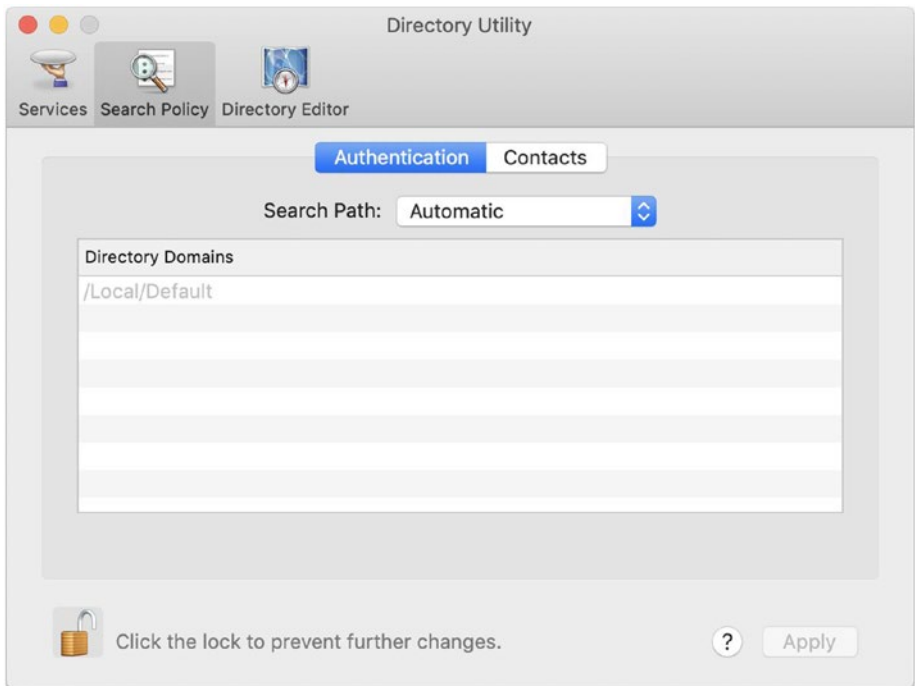 Directory Utility
Services Search Policy Directory Editor
Authentication Contacts
Search Path: Automatic
Directory Domains
/Local/Default
Click the lock to prevent further changes. ? Apply